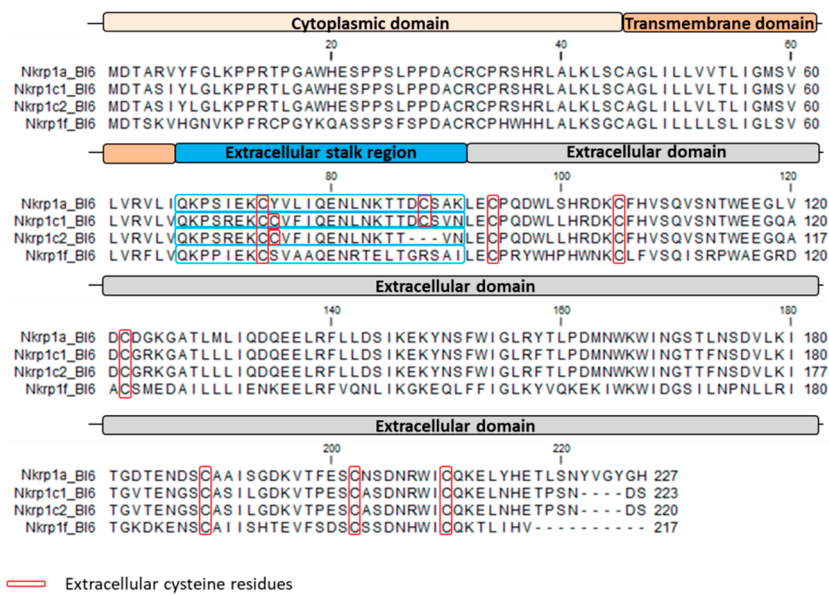 Cytoplasmic domain Transmembrane domain
20 40 60
Nkrp1a_Bl6 MDTARVYFGLKPPRTPGAWHESPPSLPPDACRCPRSHRLALKLSCAGLILLVVTLIGMSV 60
Nkrp1c1_Bl6 MDTASIYLGLKPPRTLGAWHESPPSLPPDACRCPRSHRLALKLSCAGLILLVLTLIGMSV 60
Nkrp1c2_Bl6 MDTASIYLGLKPPRTLGAWHESPPSLPPDACRCPRSHRLALKLSCAGLILLVLTLIGMSV 60
Nkrp1f_Bl6 MDTSKVHGNVKPFRCPGYKQASSPSFSPDACRCPHWHHLALKSGCAGLILLLLSLIGLSV 60
Extracellular stalk region Extracellular domain
80 100 120
Nkrp1a_Bl6 LVRVLIQKPSIEKCYVLIQENLNKTTDCSAKLECPQDWLSHRDKCFHVSQVSNTWEEGLV 120
Nkrp1c1_Bl6 LVRVLVQKPSREKCCVFIQENLNKTTDCSVNLECPQDWLLHRDKCFHVSQVSNTWEEGQA 120
Nkrp1c2_Bl6 LVRVLVQKPSREKCCVFIQENLNKTT---VNLECPQDWLLHRDKCFHVSQVSNTWEEGQA 117
Nkrp1f_Bl6 LVRFLVQKPPIEKCSVAAQENRTELTGRSAILECPRYWHPHWNKCLFVSQISRPWAEGRD 120
Extracellular domain
140 160 180
Nkrp1a_Bl6 DCDGKGATLMLIQDQEELRFLLDSIKEKYNSFWIGLRYTLPDMNWKWINGSTLNSDVLKI 180
Nkrp1c1_Bl6 DCGRKGATLLLIQDQEELRFLLDSIKEKYNSFWIGLRFTLPDMNWKWINGTTFNSDVLKI 180
Nkrp1c2_Bl6 DCGRKGATLLLIQDQEELRFLLDSIKEKYNSFWIGLRFTLPDMNWKWINGTTFNSDVLKI 177
Nkrp1f_Bl6 ACSMEDAILLLIENKEELRFVQNLIKGKEQLFFIGLKYVQKEKIWKWIDGSILNPNLLRI 180
Extracellular domain
200 220
Nkrp1a_Bl6 TGDTENDSCAAISGDKVTFESCNSDNRWICQKELYHETLSNYVGYGH 227
Nkrp1c1_Bl6 TGVTENGSCASILGDKVTPESCASDNRWICQKELNHETPSN----DS 223
Nkrp1c2_Bl6 TGVTENGSCASILGDKVTPESCASDNRWICQKELNHETPSN----DS 220
Nkrp1f_Bl6 TGKDKENSCAIISHTEVFSDSCSSDNHWICQKTLIHV---------- 217
Extracellular cysteine residues